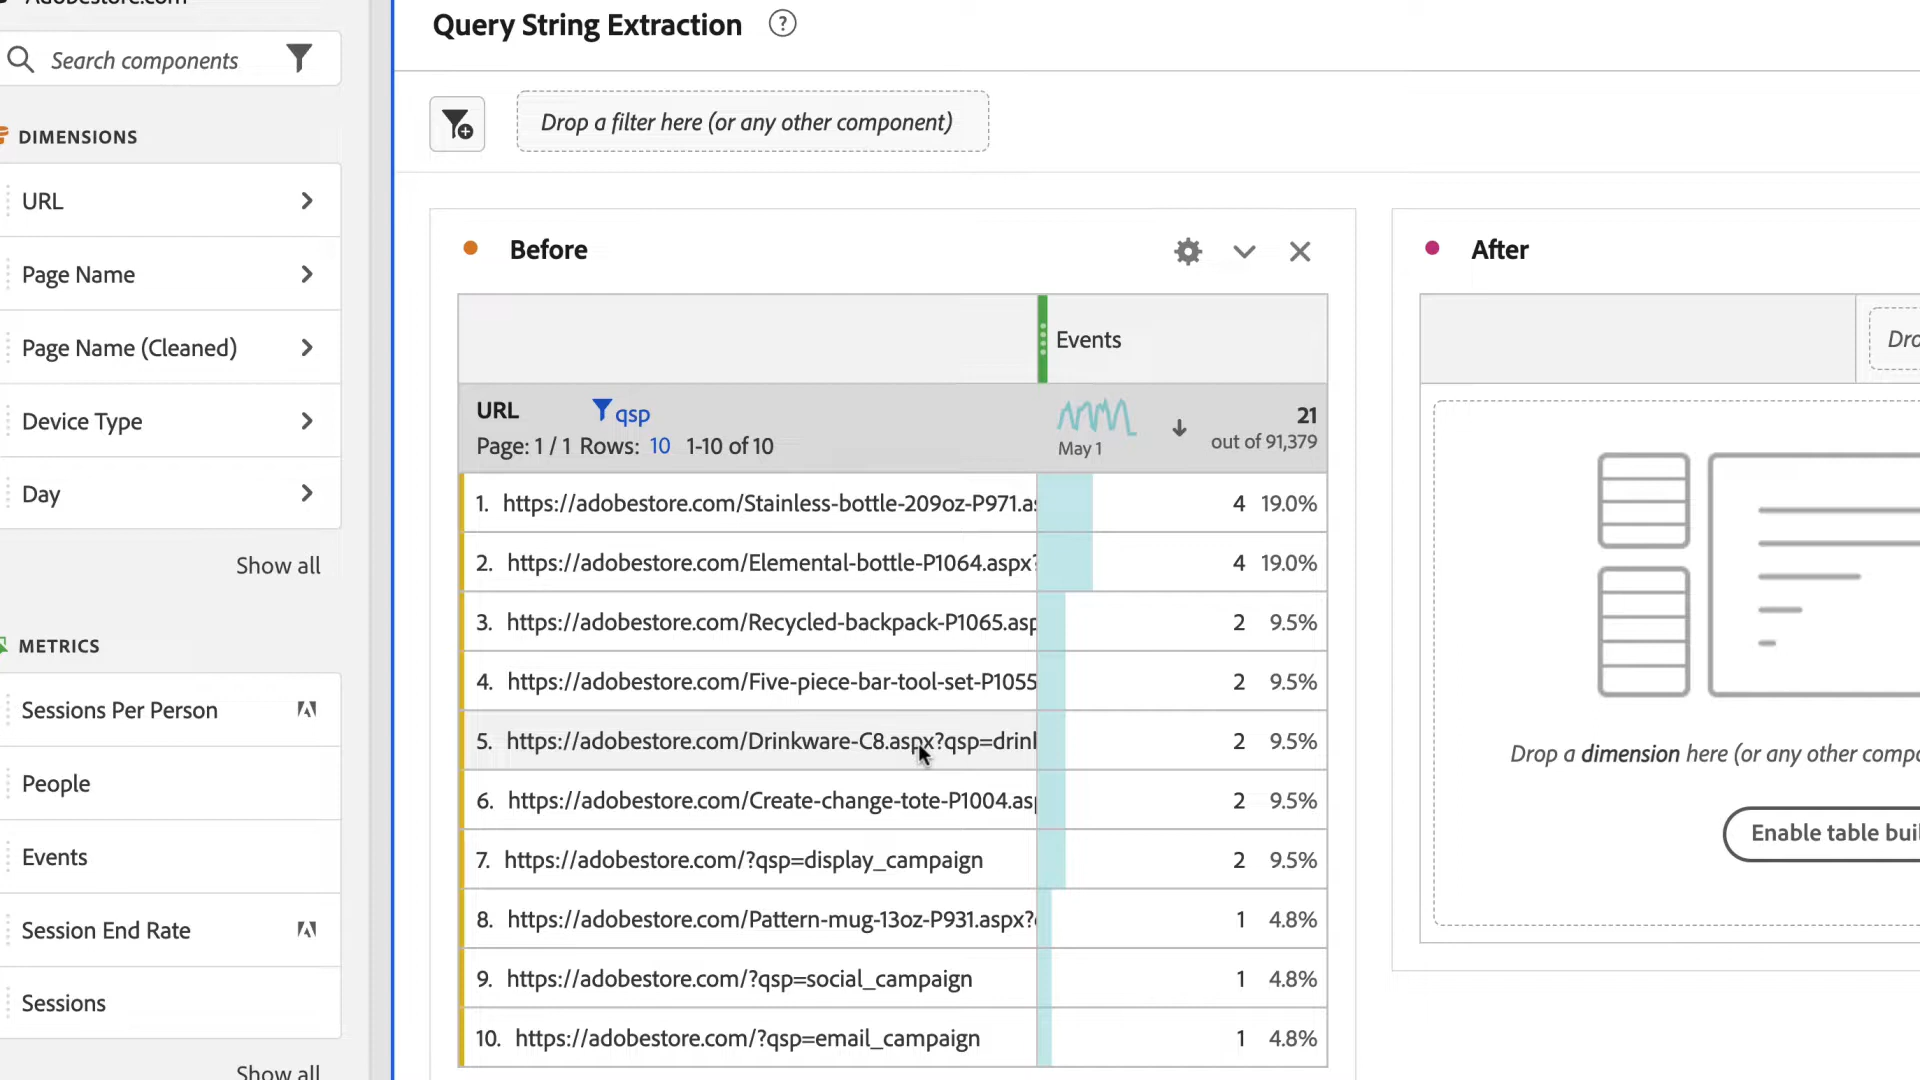 Adobestore.com
Search components
DIMENSIONS
URL
Page Name
Page Name (Cleaned)
Device Type
Day
Show all
METRICS
Sessions Per Person
People
Events
Session End Rate
Sessions
Show all
Query String Extraction ?
Drop a filter here (or any other component)
Before
Events
URL qsp
Page: 1 / 1 Rows: 10 1-10 of 10
May 1
21
out of 91,379
1. https://adobestore.com/Stainless-bottle-209oz-P971.as 4 19.0%
2. https://adobestore.com/Elemental-bottle-P1064.aspx? 4 19.0%
3. https://adobestore.com/Recycled-backpack-P1065.asp 2 9.5%
4. https://adobestore.com/Five-piece-bar-tool-set-P1055 2 9.5%
5. https://adobestore.com/Drinkware-C8.aspx?qsp=drin 2 9.5%
6. https://adobestore.com/Create-change-tote-P1004.asp 2 9.5%
7. https://adobestore.com/?qsp=display_campaign 2 9.5%
8. https://adobestore.com/Pattern-mug-13oz-P931.aspx? 1 4.8%
9. https://adobestore.com/?qsp=social_campaign 1 4.8%
10. https://adobestore.com/?qsp=email_campaign 1 4.8%
After
Dro
Drop a dimension here (or any other compo
Enable table buil